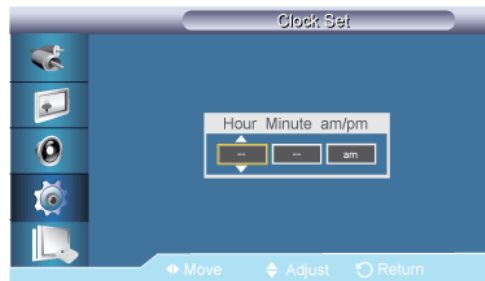 Clock Set
Hour Minute am/pm
-- -- am
Move Adjust Return